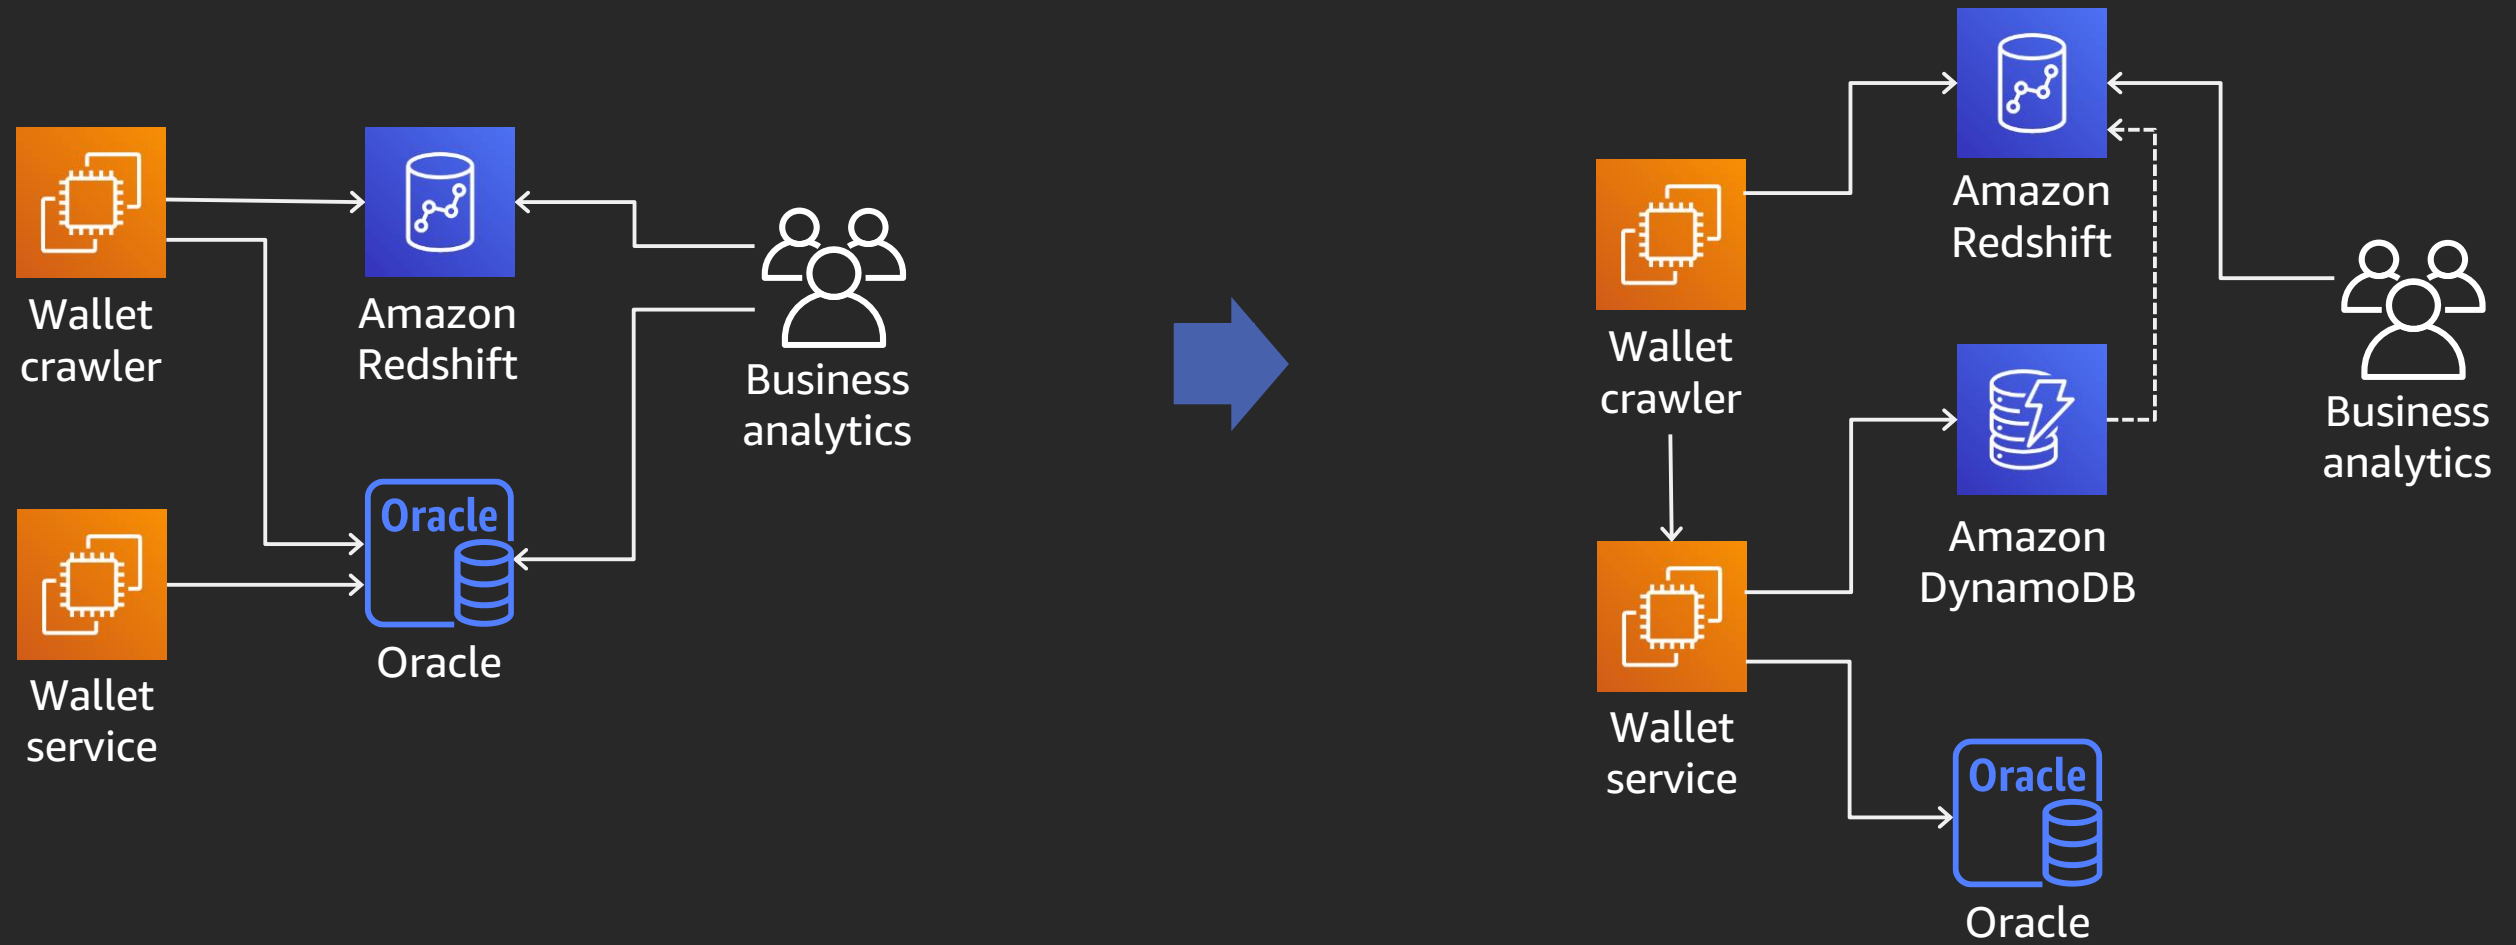 Wallet
crawler
Amazon
Redshift
Business
analytics
Oracle
Oracle
Wallet
service
Amazon
Redshift
Wallet
crawler
Business
analytics
Amazon
DynamoDB
Wallet
service
Oracle
Oracle